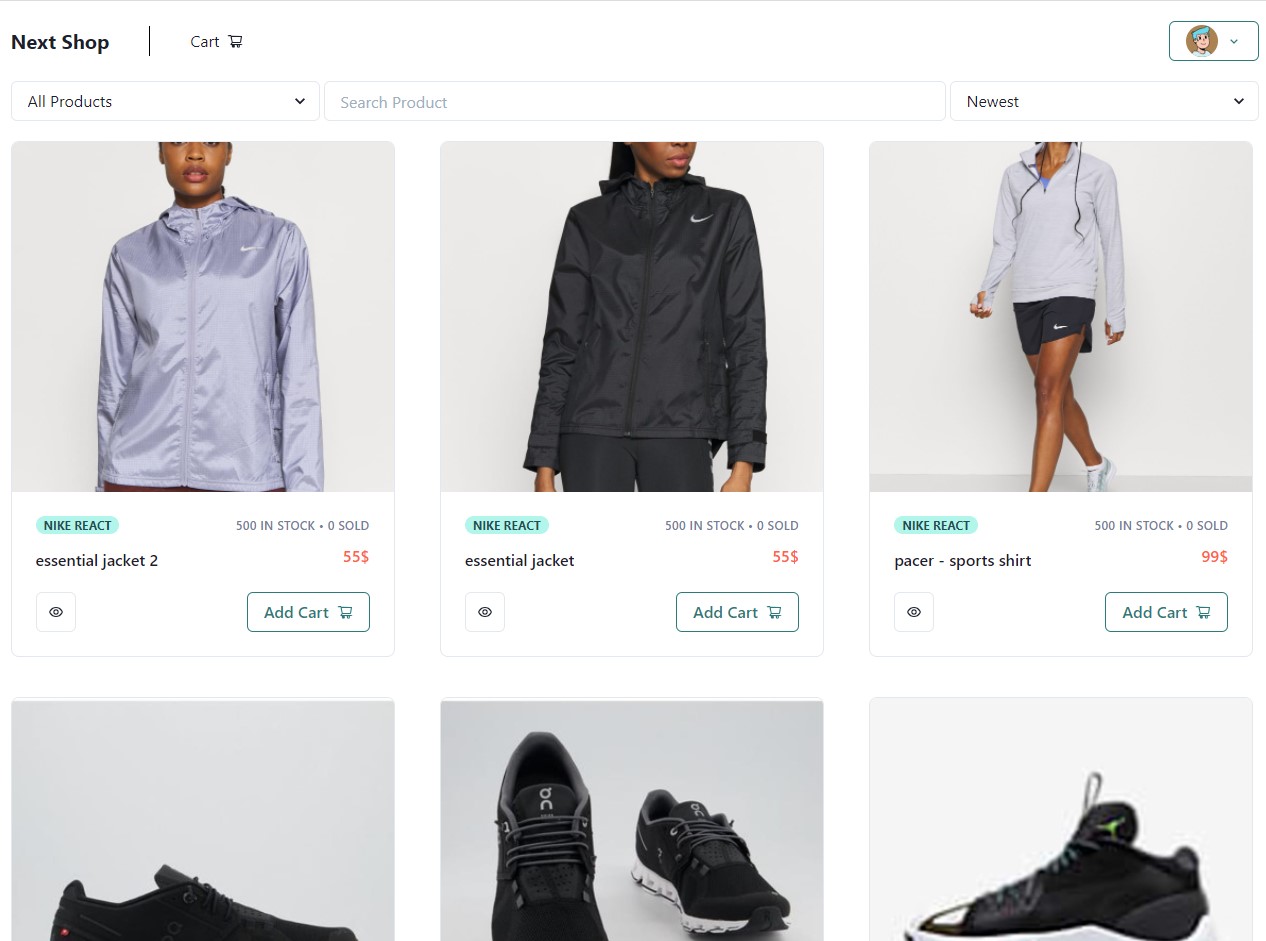 Next Shop
Cart
All Products
Search Product
Newest
NIKE REACT
500 IN STOCK • 0 SOLD
essential jacket 2
55$
Add Cart
NIKE REACT
500 IN STOCK • 0 SOLD
essential jacket
55$
Add Cart
NIKE REACT
500 IN STOCK • 0 SOLD
pacer - sports shirt
99$
Add Cart